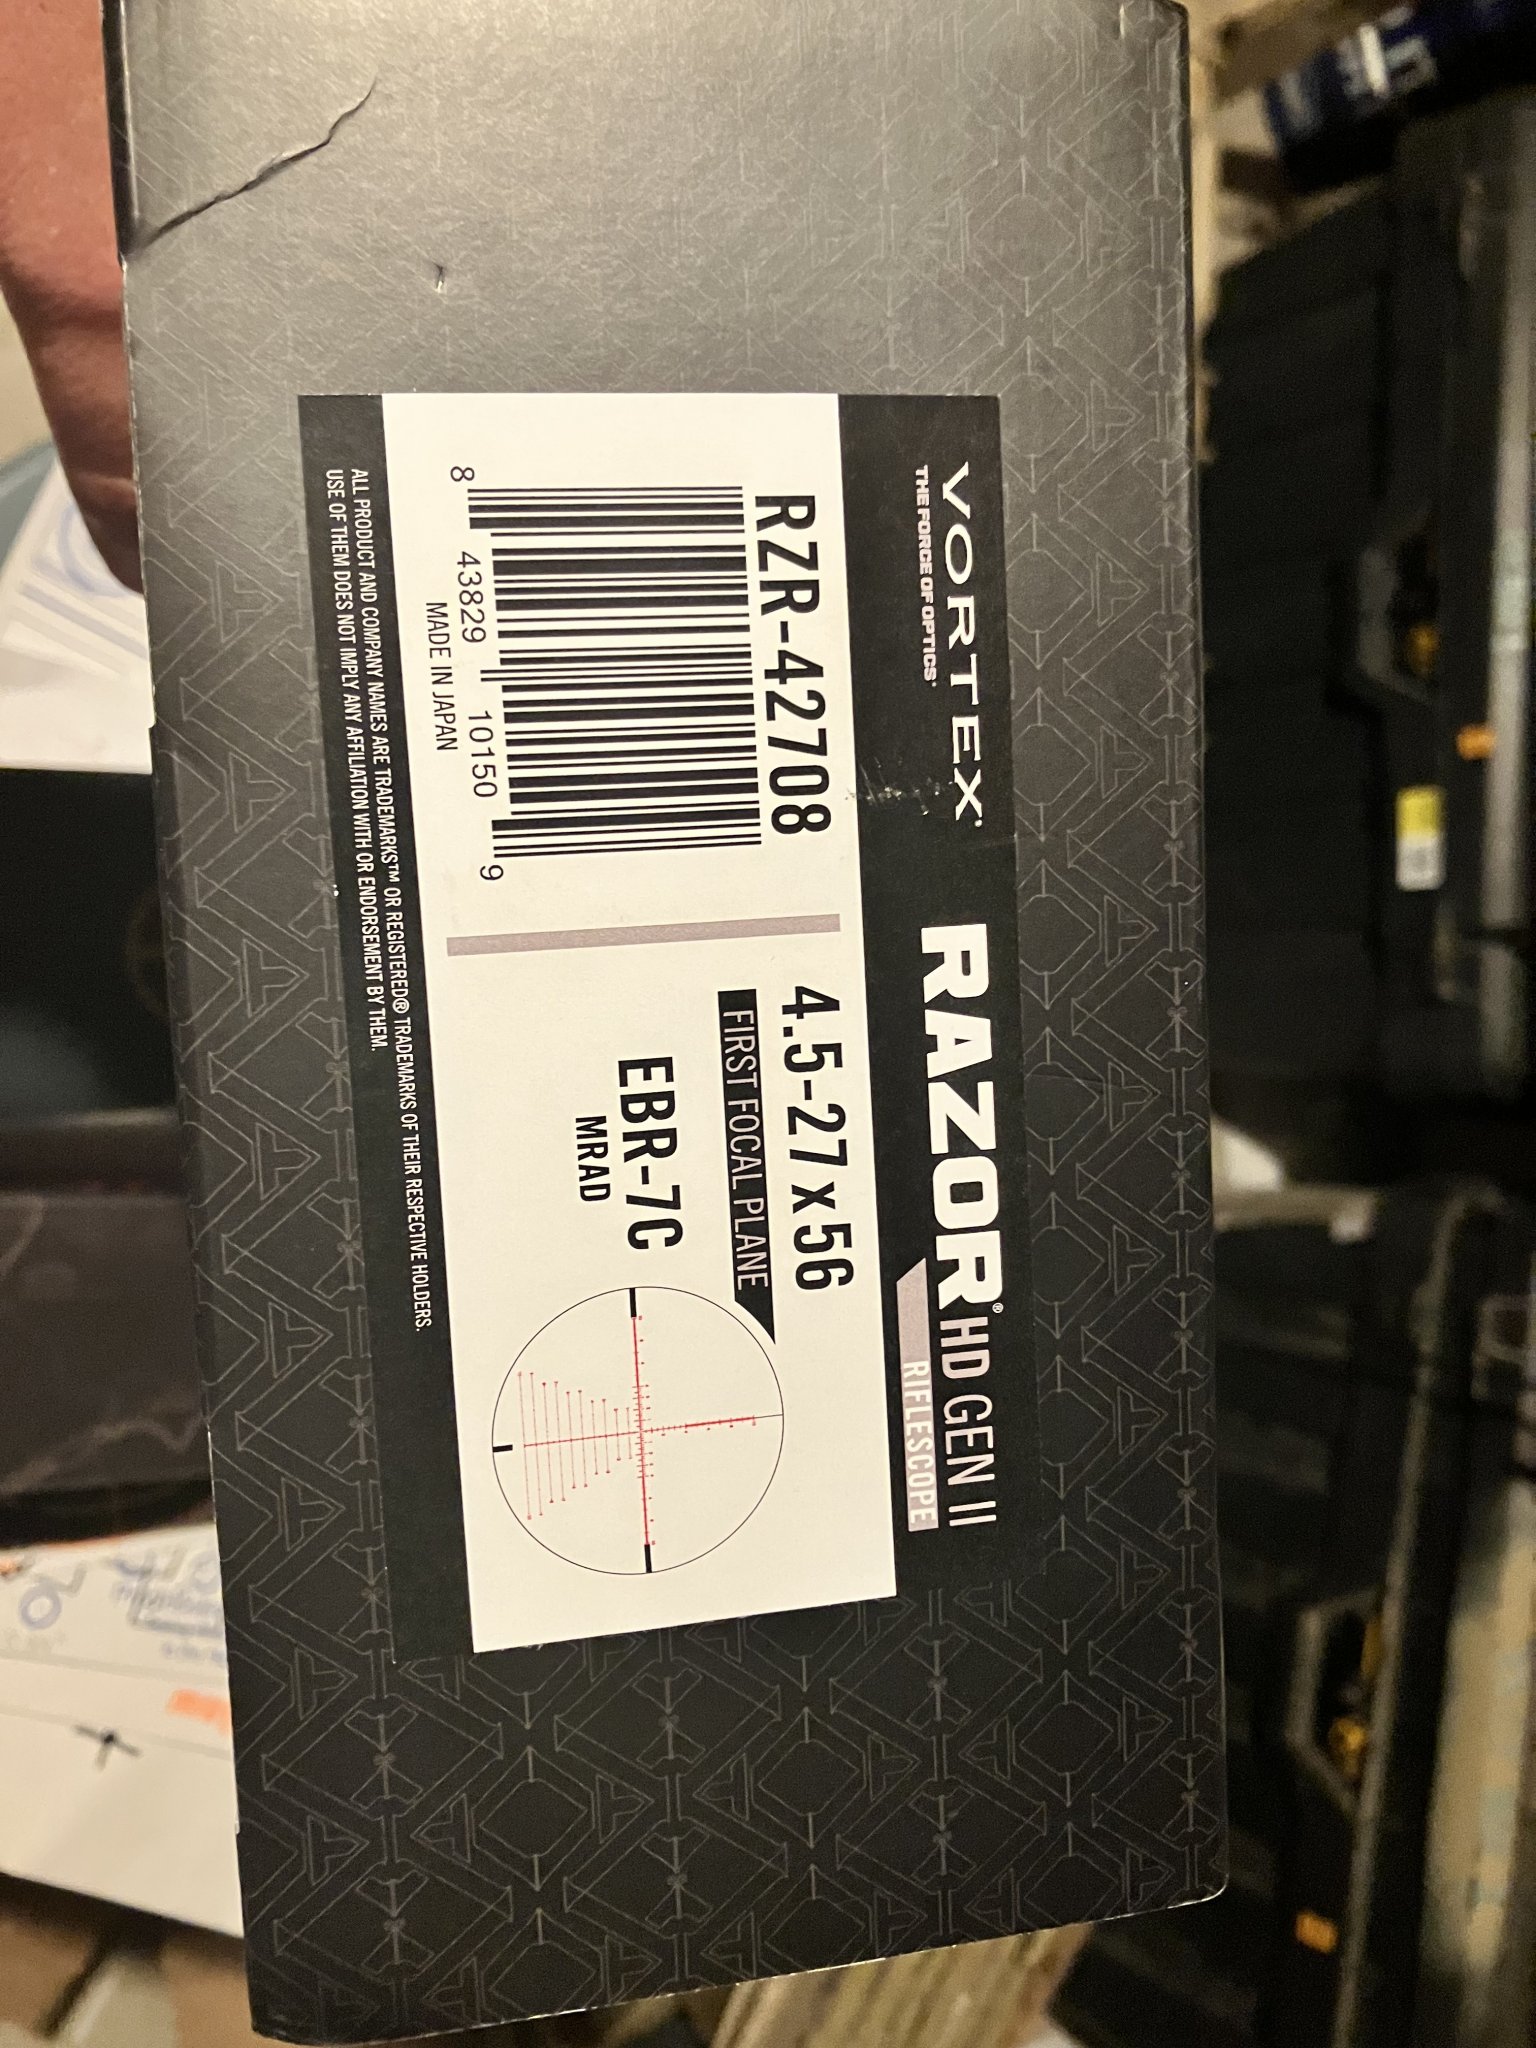 VORTEX®
THE FORCE OF OPTICS®
RAZOR® HD GEN II
RIFLESCOPE
RZR-42708
8 43829 10150 9
MADE IN JAPAN
4.5-27x56
FIRST FOCAL PLANE
EBR-7C
MRAD
ALL PRODUCT AND COMPANY NAMES ARE TRADEMARKS™ OR REGISTERED® TRADEMARKS OF THEIR RESPECTIVE HOLDERS.
USE OF THEM DOES NOT IMPLY ANY AFFILIATION WITH OR ENDORSEMENT BY THEM.